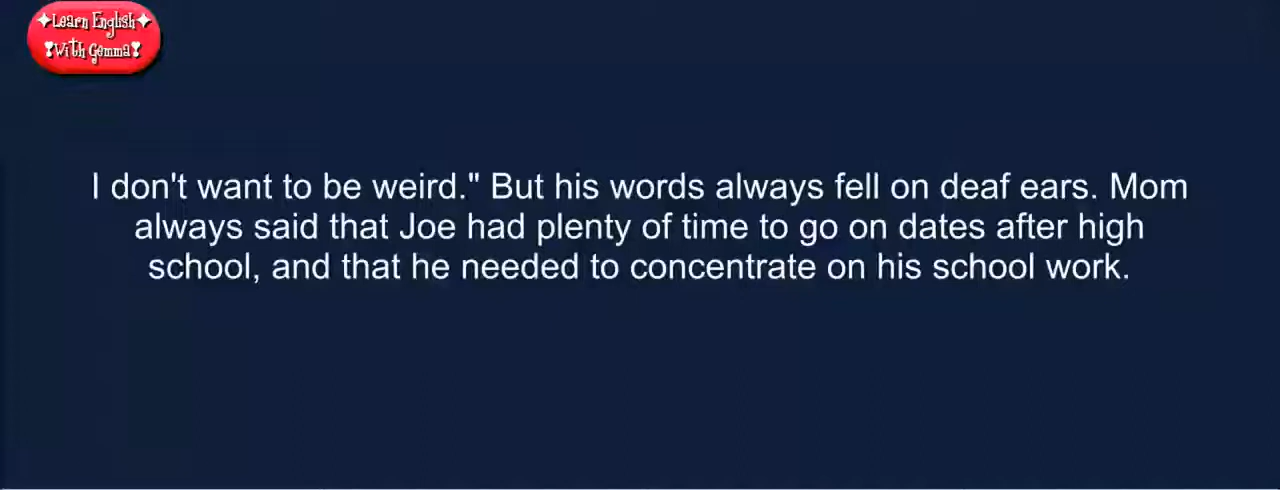 ✦Learn English✦
❣With Gemma❣
I don't want to be weird." But his words always fell on deaf ears. Mom
always said that Joe had plenty of time to go on dates after high
school, and that he needed to concentrate on his school work.